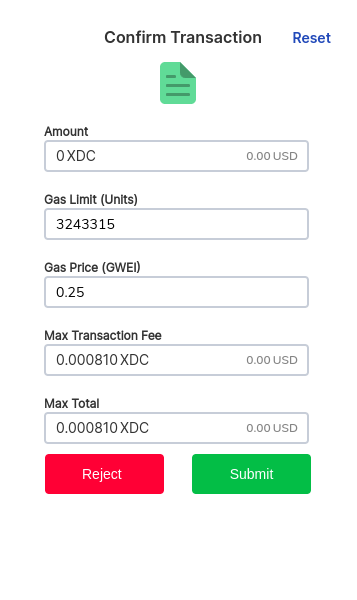 Confirm Transaction Reset
Amount
0 XDC 0.00 USD
Gas Limit (Units)
3243315
Gas Price (GWEI)
0.25
Max Transaction Fee
0.000810 XDC 0.00 USD
Max Total
0.000810 XDC 0.00 USD
Reject Submit